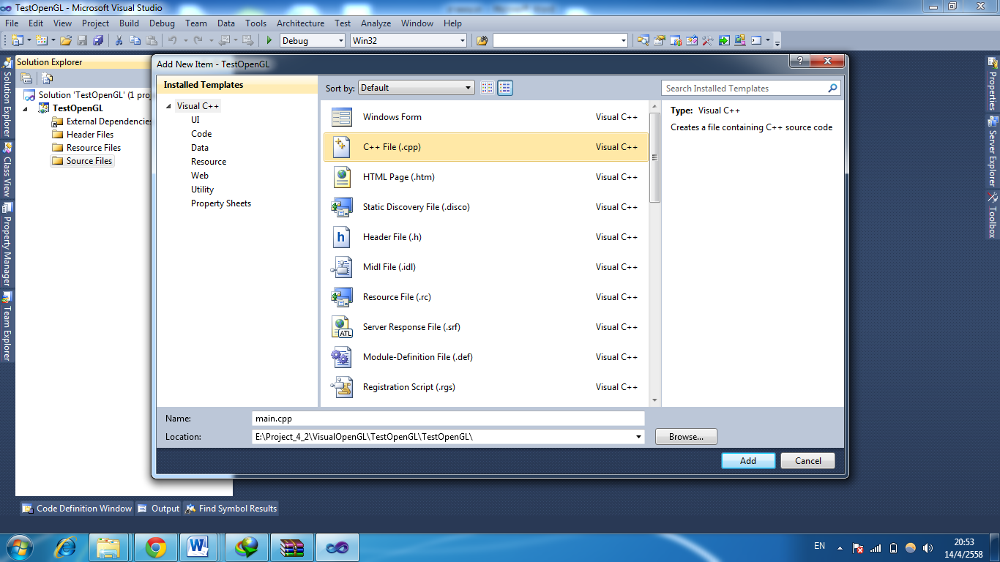 TestOpenGL - Microsoft Visual Studio
File Edit View Project Build Debug Team Data Tools Architecture Test Analyze Window Help
Debug Win32
Solution Explorer
Class View
Property Manager
Team Explorer
Solution Explorer
Solution 'TestOpenGL' (1 proj
TestOpenGL
External Dependencies
Header Files
Resource Files
Source Files
Add New Item - TestOpenGL
Installed Templates
Visual C++
UI
Code
Data
Resource
Web
Utility
Property Sheets
Sort by: Default
Search Installed Templates
Windows Form Visual C++
C++ File (.cpp) Visual C++
HTML Page (.htm) Visual C++
Static Discovery File (.disco) Visual C++
Header File (.h) Visual C++
Midl File (.idl) Visual C++
Resource File (.rc) Visual C++
ATL
Server Response File (.srf) Visual C++
Module-Definition File (.def) Visual C++
Registration Script (.rgs) Visual C++
Type: Visual C++
Creates a file containing C++ source code
Name: main.cpp
Location: E:\Project_4_2\VisualOpenGL\TestOpenGL\TestOpenGL\
Browse...
Add Cancel
Properties
Server Explorer
Toolbox
Code Definition Window Output Find Symbol Results
EN
20:53
14/4/2558